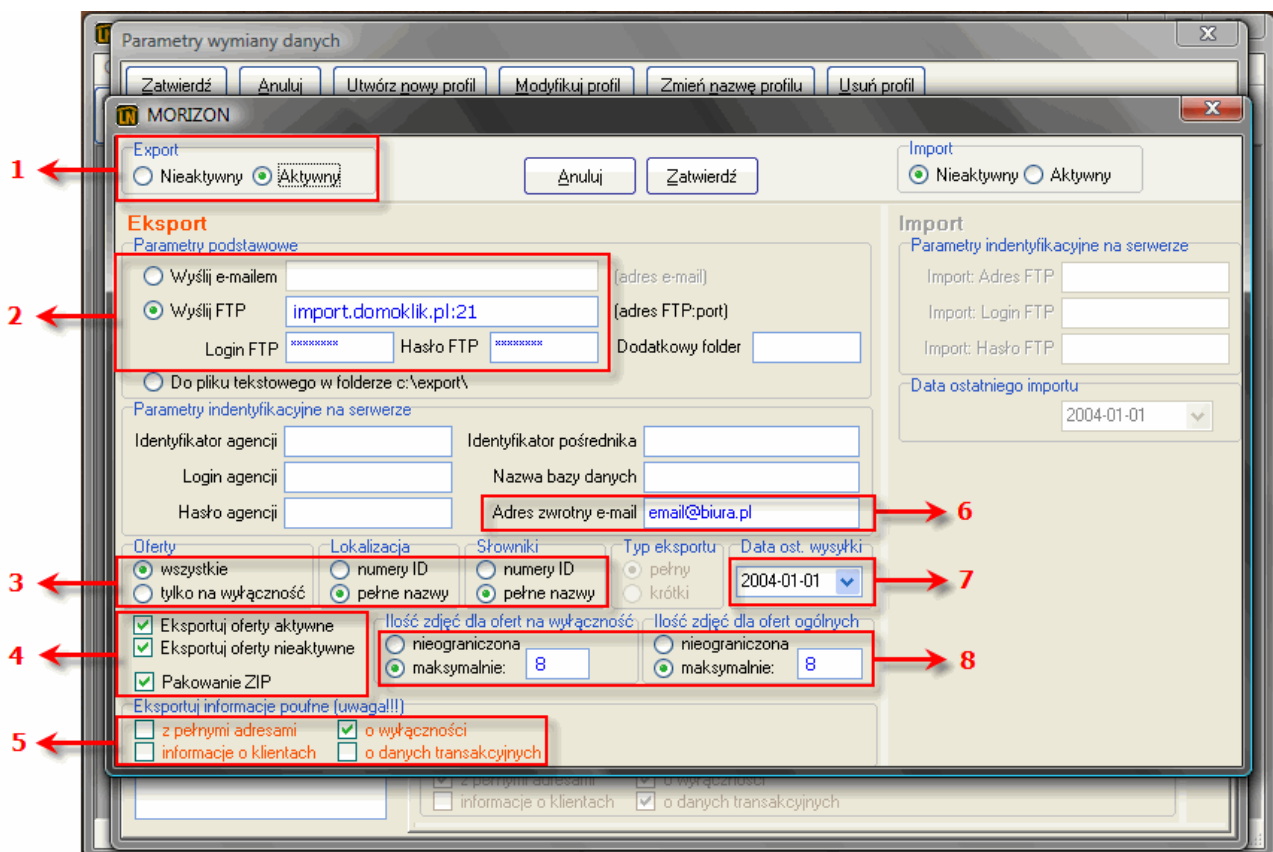 Parametry wymiany danych
Zatwierdź Anuluj Utwórz nowy profil Modyfikuj profil Zmień nazwę profilu Usuń profil
MORIZON
1 Export Import
Nieaktywny Aktywny Anuluj Zatwierdź Nieaktywny Aktywny
Eksport Import
Parametry podstawowe Parametry indentyfikacyjne na serwerze
Wyślij e-mailem (adres e-mail) Import: Adres FTP
2 Wyślij FTP import.domoklik.pl:21 (adres FTP:port) Import: Login FTP
Login FTP ******** Hasło FTP ******** Dodatkowy folder Import: Hasło FTP
Do pliku tekstowego w folderze c:\export\ Data ostatniego importu
Parametry indentyfikacyjne na serwerze 2004-01-01
Identyfikator agencji Identyfikator pośrednika
Login agencji Nazwa bazy danych
Hasło agencji Adres zwrotny e-mail email@biura.pl 6
Oferty Lokalizacja Słowniki Typ eksportu Data ost. wysyłki
3 wszystkie numery ID numery ID pełny 2004-01-01 7
tylko na wyłączność pełne nazwy pełne nazwy krótki
Eksportuj oferty aktywne Ilość zdjęć dla ofert na wyłączność Ilość zdjęć dla ofert ogólnych
4 Eksportuj oferty nieaktywne nieograniczona nieograniczona
Pakowanie ZIP maksymalnie: 8 maksymalnie: 8 8
Eksportuj informacje poufne (uwaga!!!)
5 z pełnymi adresami o wyłączności
informacje o klientach o danych transakcyjnych
z pełnymi adresami o wyłączności
informacje o klientach o danych transakcyjnych